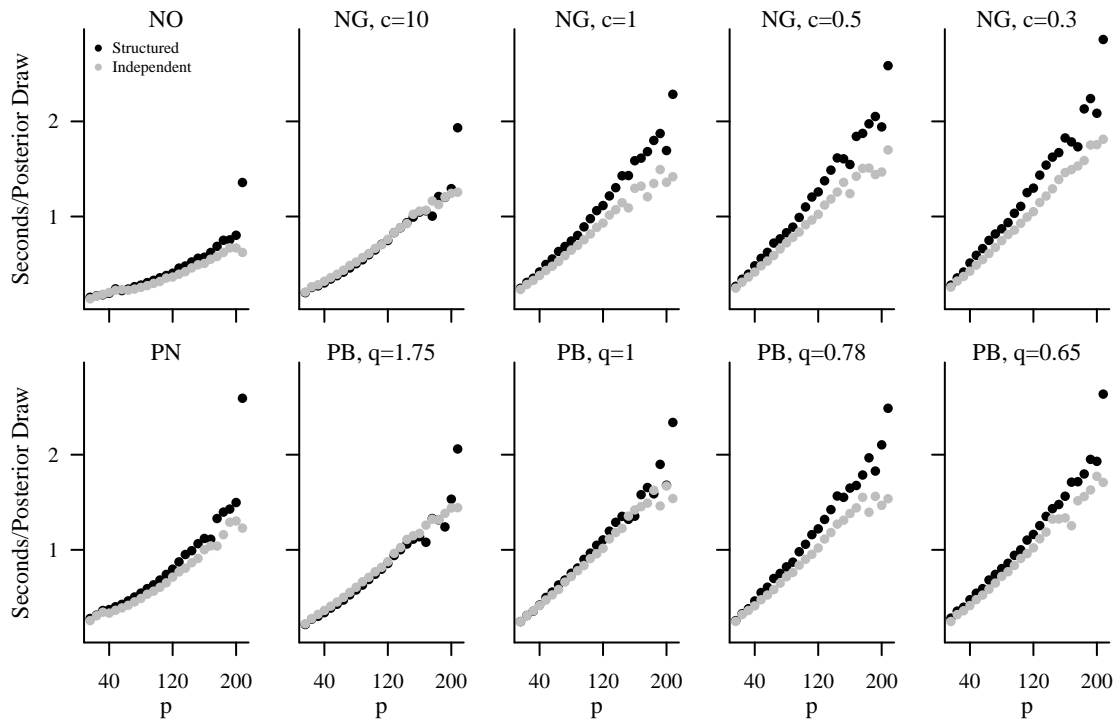 NO
NG, c=10
NG, c=1
NG, c=0.5
NG, c=0.3
Structured
Independent
Seconds/Posterior Draw
2
1
PN
PB, q=1.75
PB, q=1
PB, q=0.78
PB, q=0.65
Seconds/Posterior Draw
2
1
40 120 200 40 120 200 40 120 200 40 120 200 40 120 200
p p p p p